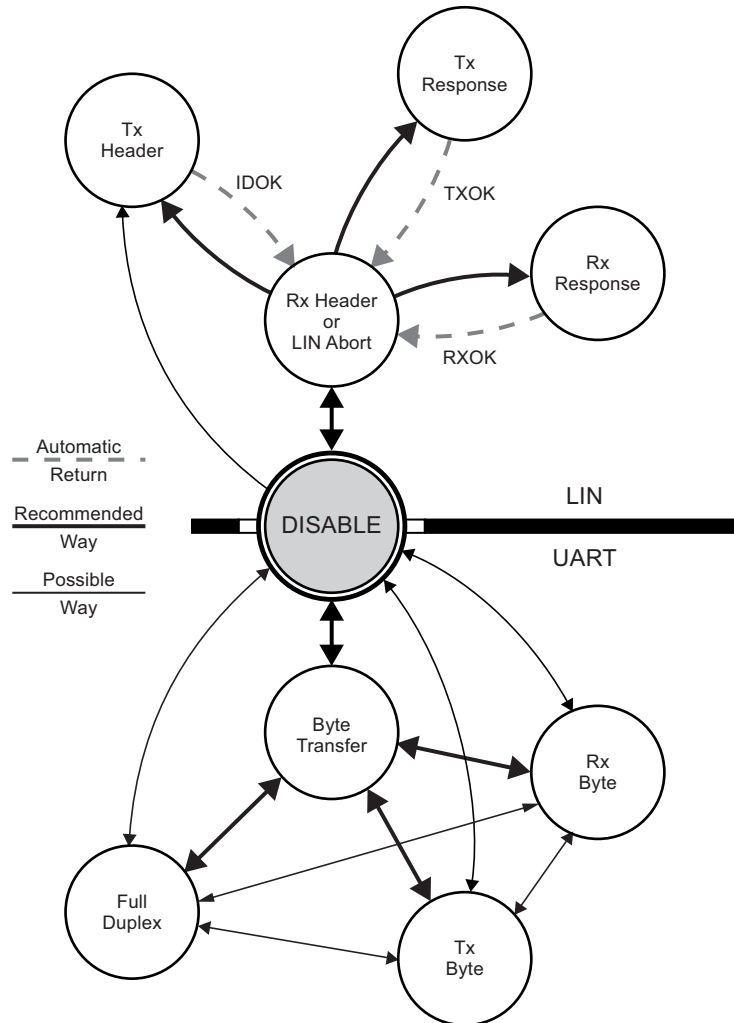 Tx
Response
Tx
Header
IDOK
TXOK
Rx
Response
Rx Header
or
LIN Abort
RXOK
Automatic
Return
Recommended
Way
Possible
Way
LIN
DISABLE
UART
Byte
Transfer
Rx
Byte
Full
Duplex
Tx
Byte